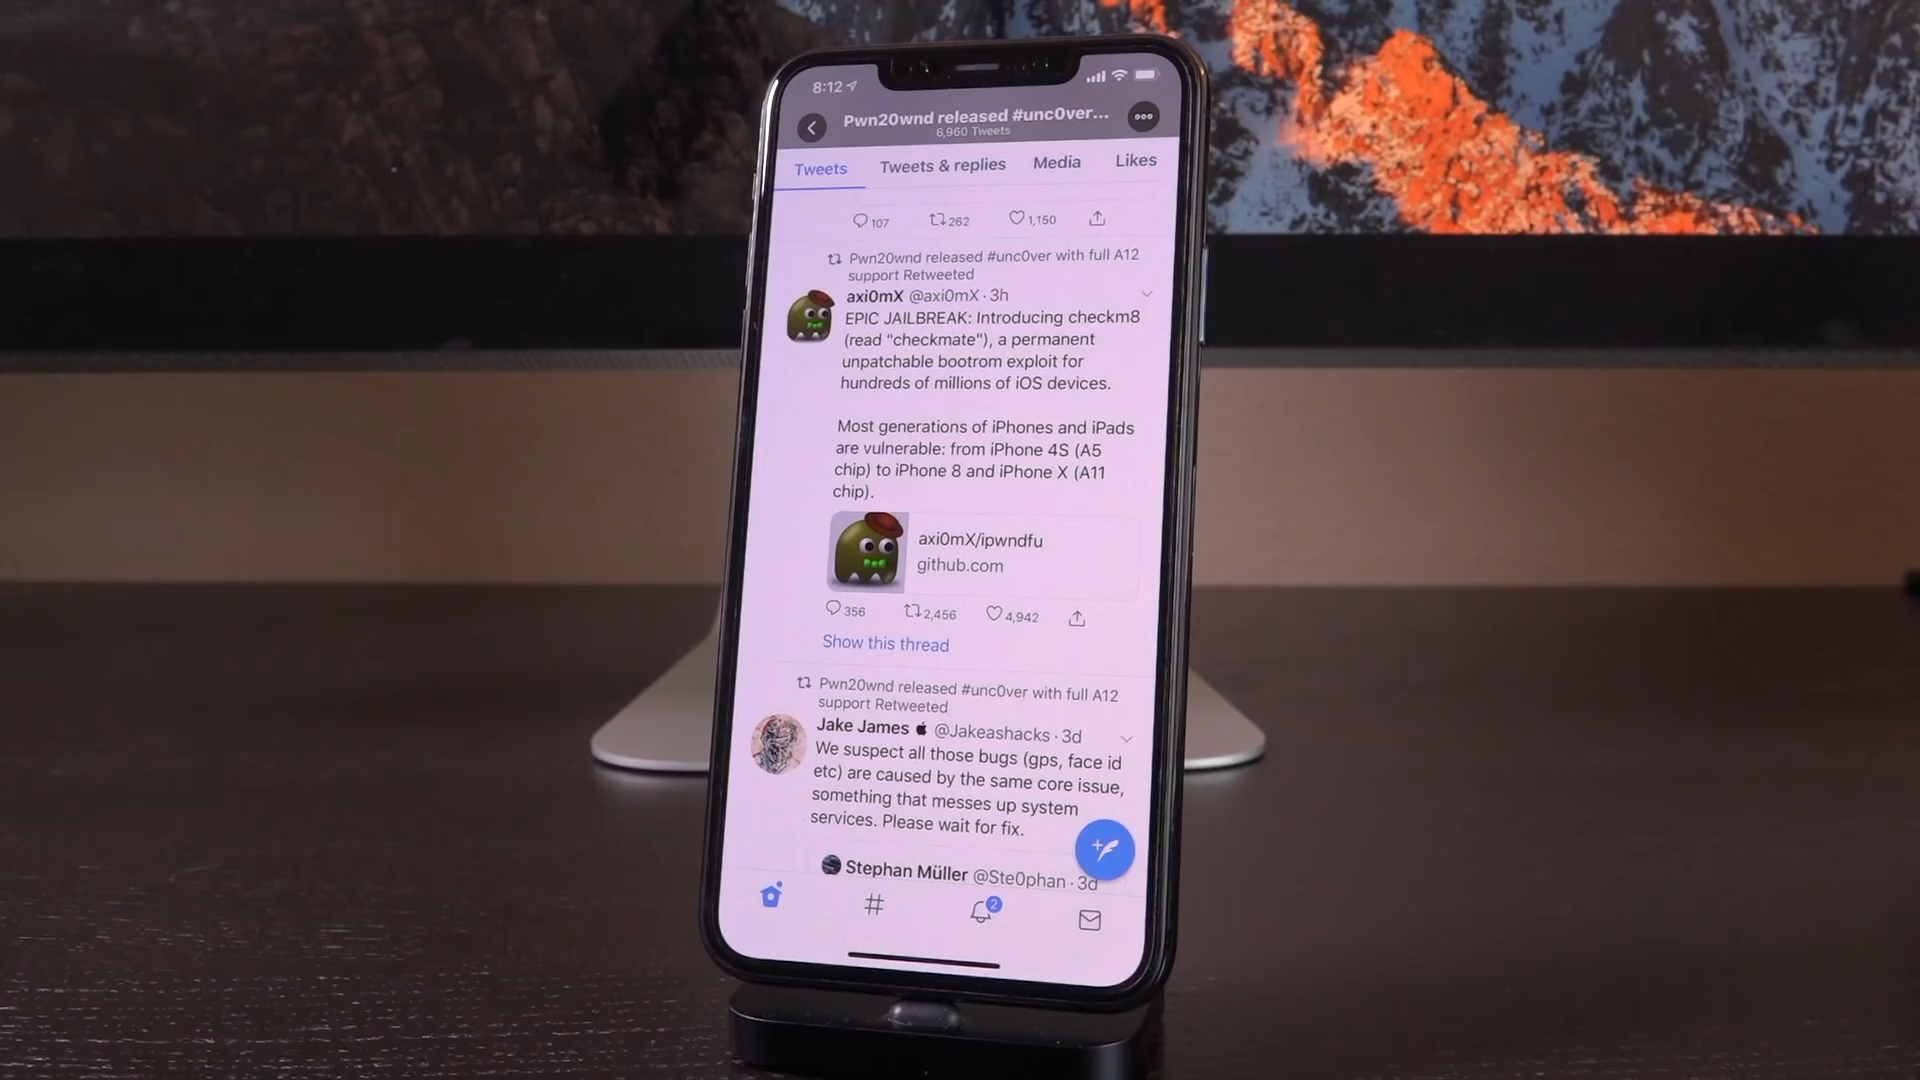 8:12
Pwn20wnd released #unc0ver...
6,960 Tweets
Tweets Tweets & replies Media Likes
107 262 1,150
Pwn20wnd released #unc0ver with full A12
support Retweeted
axi0mX @axi0mX · 3h
EPIC JAILBREAK: Introducing checkm8
(read "checkmate"), a permanent
unpatchable bootrom exploit for
hundreds of millions of iOS devices.
Most generations of iPhones and iPads
are vulnerable: from iPhone 4S (A5
chip) to iPhone 8 and iPhone X (A11
chip).
axi0mX/ipwndfu
github.com
356 2,456 4,942
Show this thread
Pwn20wnd released #unc0ver with full A12
support Retweeted
Jake James @Jakeashacks · 3d
We suspect all those bugs (gps, face id
etc) are caused by the same core issue,
something that messes up system
services. Please wait for fix.
Stephan Müller @Ste0phan · 3d
2